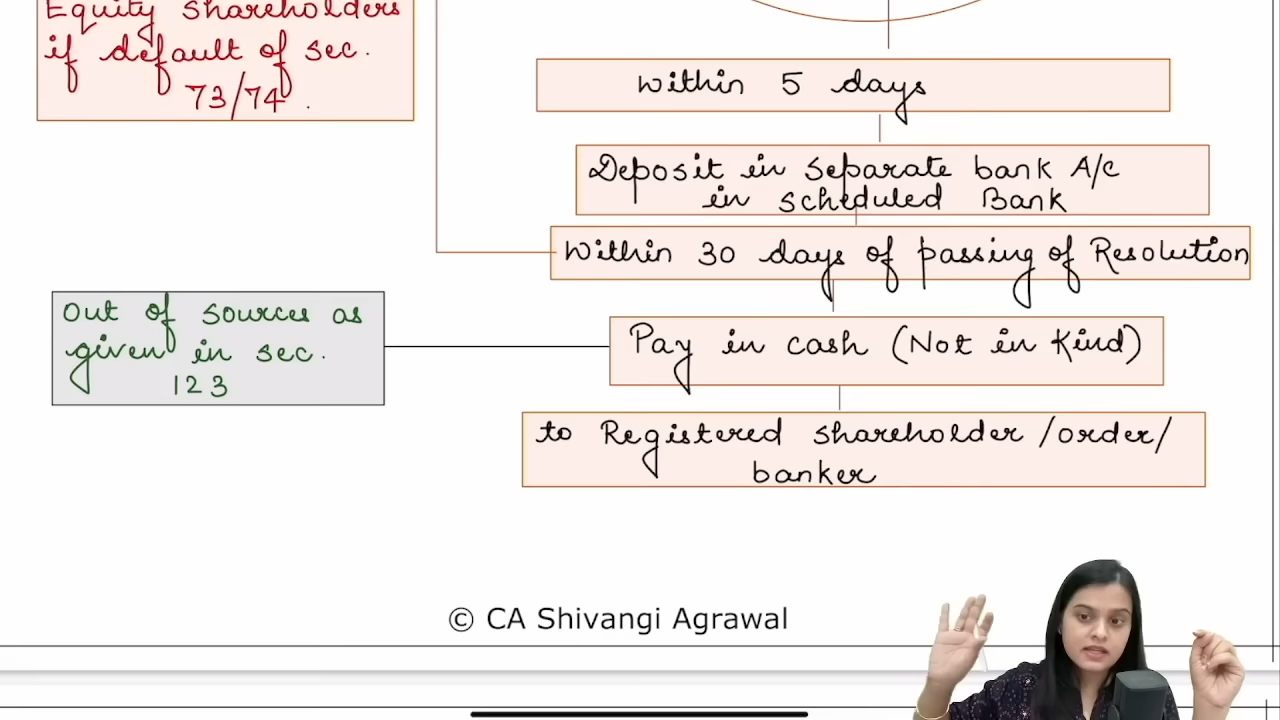 Equity shareholders
if default of sec.
73/74.
Within 5 days
Deposit in separate bank A/c
in scheduled Bank
Within 30 days of passing of Resolution
Out of sources as
given in sec.
123
Pay in cash (Not in Kind)
to Registered shareholder/order/
banker
© CA Shivangi Agrawal